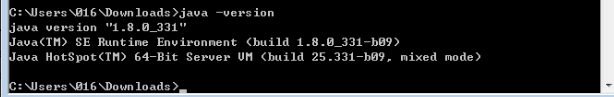 C:\Users\016\Downloads>java -version
java version "1.8.0_331"
Java(TM) SE Runtime Environment (build 1.8.0_331-b09)
Java HotSpot(TM) 64-Bit Server VM (build 25.331-b09, mixed mode)
C:\Users\016\Downloads>_